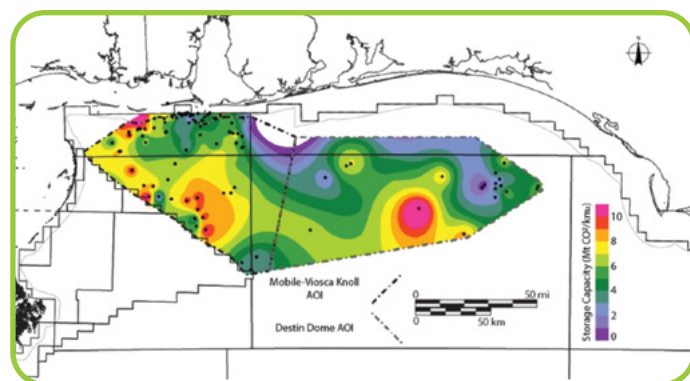 N
Mobile-Viosca Knoll
AOI
Destin Dome AOI
0 50 mi
0 50 km
Storage Capacity (Mt CO²/km²)
10
8
6
4
2
0